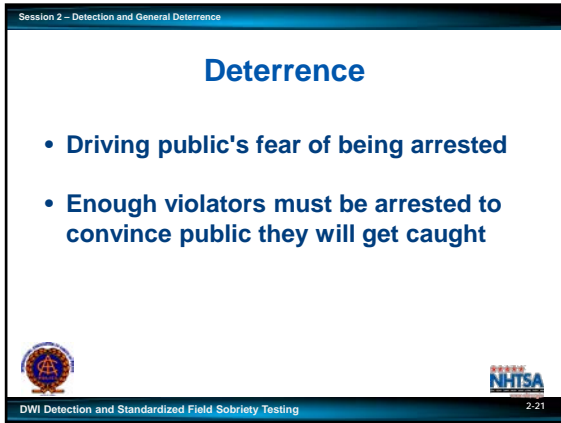 Session 2 – Detection and General Deterrence
Deterrence
• Driving public's fear of being arrested
• Enough violators must be arrested to
convince public they will get caught
NHTSA
DWI Detection and Standardized Field Sobriety Testing
2-21